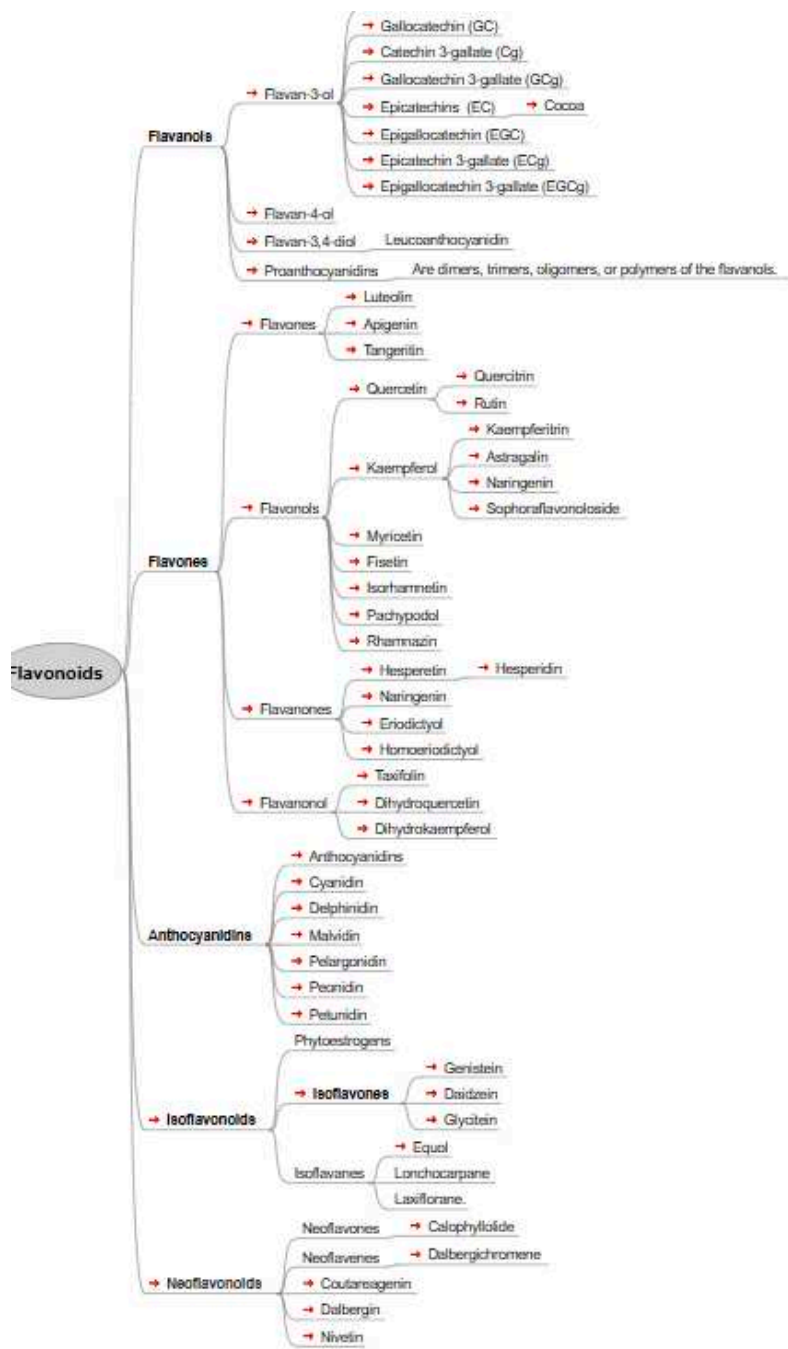 Gallocatechin (GC)
Catechin 3-gallate (Cg)
Gallocatechin 3-gallate (GCg)
Flavan-3-ol
Epicatechins (EC)
Cocoa
Epigallocatechin (EGC)
Flavanols
Epicatechin 3-gallate (ECg)
Epigallocatechin 3-gallate (EGCg)
Flavan-4-ol
Flavan-3,4-diol
Leucoanthocyanidin
Proanthocyanidins
Are dimers, trimers, oligomers, or polymers of the flavanols.
Luteolin
Flavones
Apigenin
Tangeritin
Quercetin
Quercitrin
Rutin
Kaempferitrin
Astragalin
Kaempferol
Naringenin
Sophoraflavonoloside
Flavonols
Myricetin
Fisetin
Flavones
Isorhamnetin
Pachypodol
Rhamnazin
Flavonoids
Hesperetin
Hesperidin
Naringenin
Flavanones
Eriodictyol
Homoeriodictyol
Taxifolin
Flavanonol
Dihydroquercetin
Dihydrokaempferol
Anthocyanidins
Cyanidin
Delphinidin
Anthocyanidins
Malvidin
Pelargonidin
Peonidin
Petunidin
Phytoestrogens
Genistein
Isoflavones
Daidzein
Glycitein
Isoflavonoids
Equol
Isoflavanes
Lonchocarpane
Laxiflorane.
Neoflavones
Calophyllolide
Neoflavenes
Dalbergichromene
Neoflavonoids
Coutareagenin
Dalbergin
Nivetin